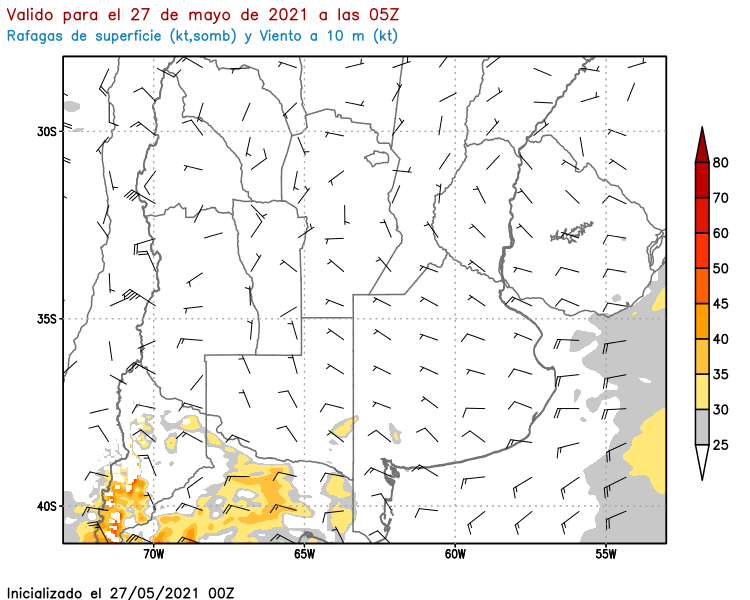 Valido para el 27 de mayo de 2021 a las 05Z
Rafagas de superficie (kt,somb) y Viento a 10 m (kt)
30S
35S
40S
70W 65W 60W 55W
80
70
60
50
45
40
35
30
25
Inicializado el 27/05/2021 00Z